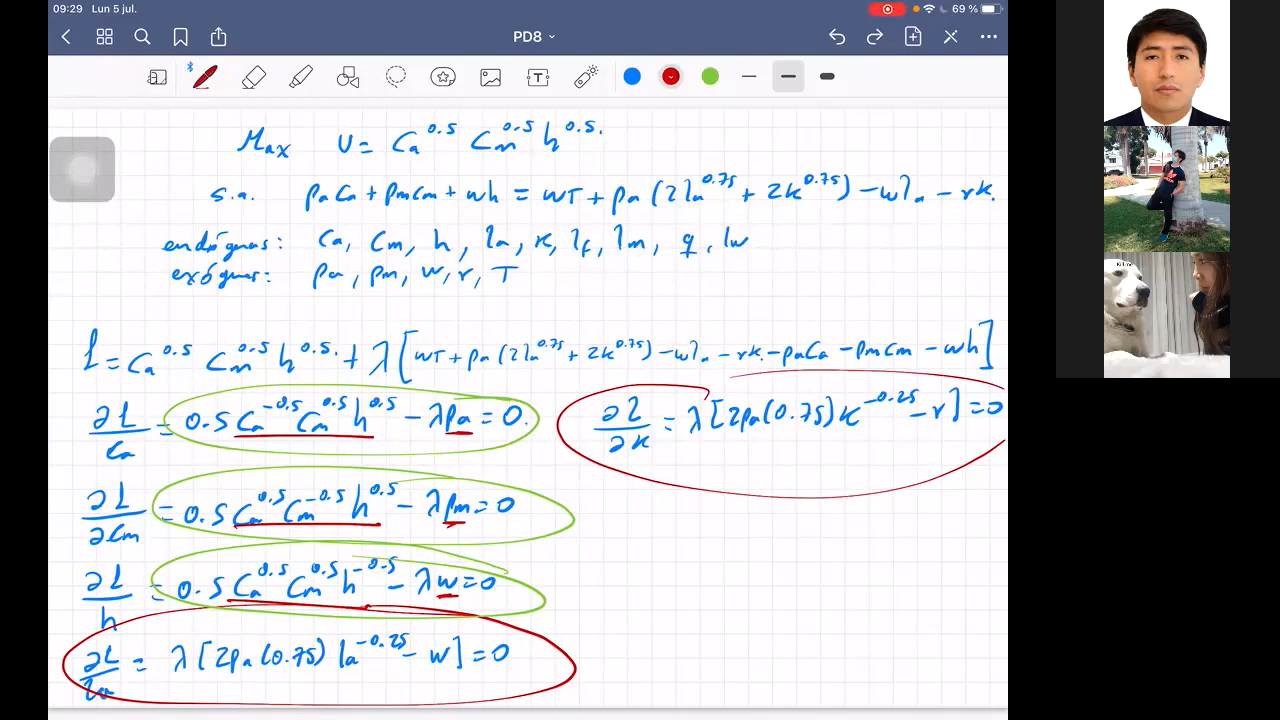 09:29 Lun 5 jul. 69 %
PD8
T
Max U = Ca^0.5 Cm^0.5 h^0.5.
s.a. paCa + pmCm + wh = wT + pa(2la^0.75 + 2k^0.75) - wla - rk.
endógnas: Ca, Cm, h, la, k, lf, lm, q, lw
exógnas: pa, pm, w, r, T
L = Ca^0.5 Cm^0.5 h^0.5. + λ[wT + pa(2la^0.75 + 2k^0.75) - wla - rk. - paCa - pmCm - wh]
∂L/Ca = 0.5 Ca^-0.5 Cm^0.5 h^0.5 - λpa = 0.
∂L/∂k = λ[2pa(0.75)k^-0.25 - r] = 0
∂L/∂Cm = 0.5 Ca^0.5 Cm^-0.5 h^0.5 - λpm = 0
∂L/h = 0.5 Ca^0.5 Cm^0.5 h^-0.5 - λw = 0
∂L/la = λ[2pa(0.75) la^-0.25 - w] = 0